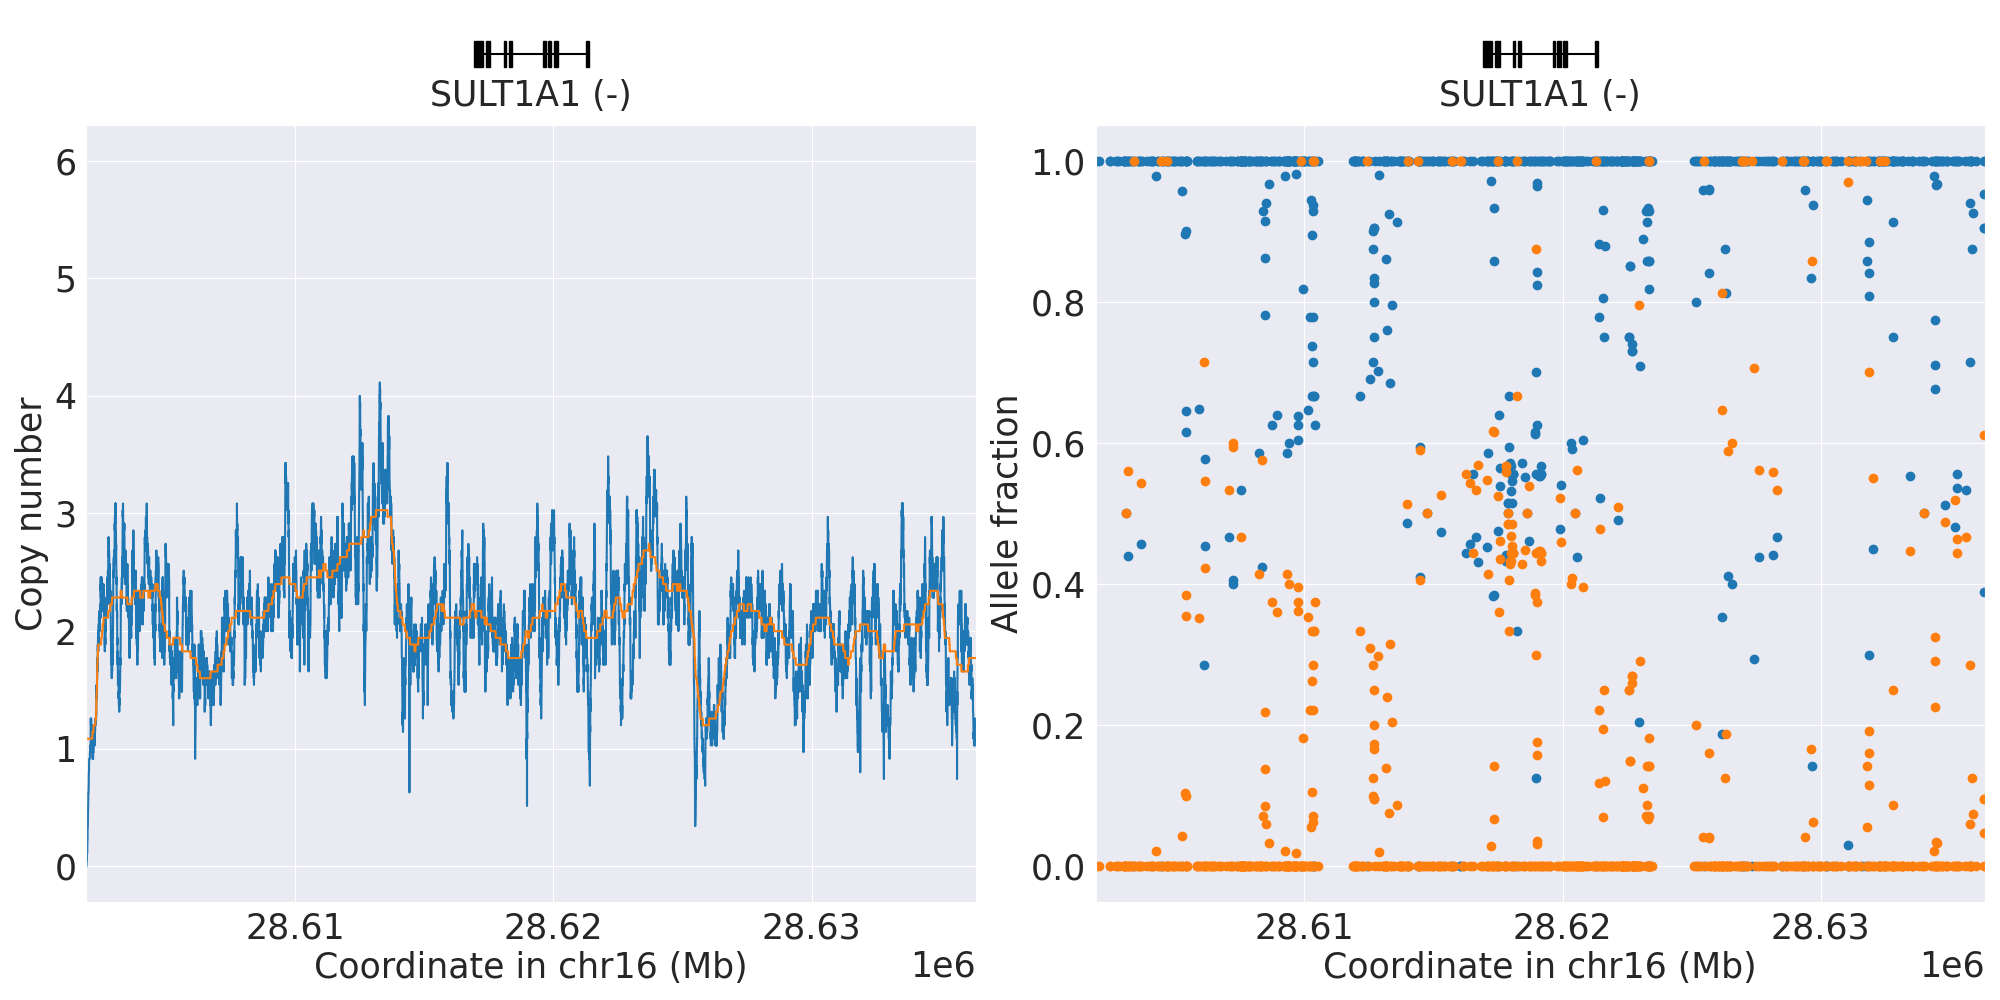 SULT1A1 (-)
SULT1A1 (-)
Copy number
6
5
4
3
2
1
0
28.61
28.62
28.63
Coordinate in chr16 (Mb)
1e6
Allele fraction
1.0
0.8
0.6
0.4
0.2
0.0
28.61
28.62
28.63
Coordinate in chr16 (Mb)
1e6